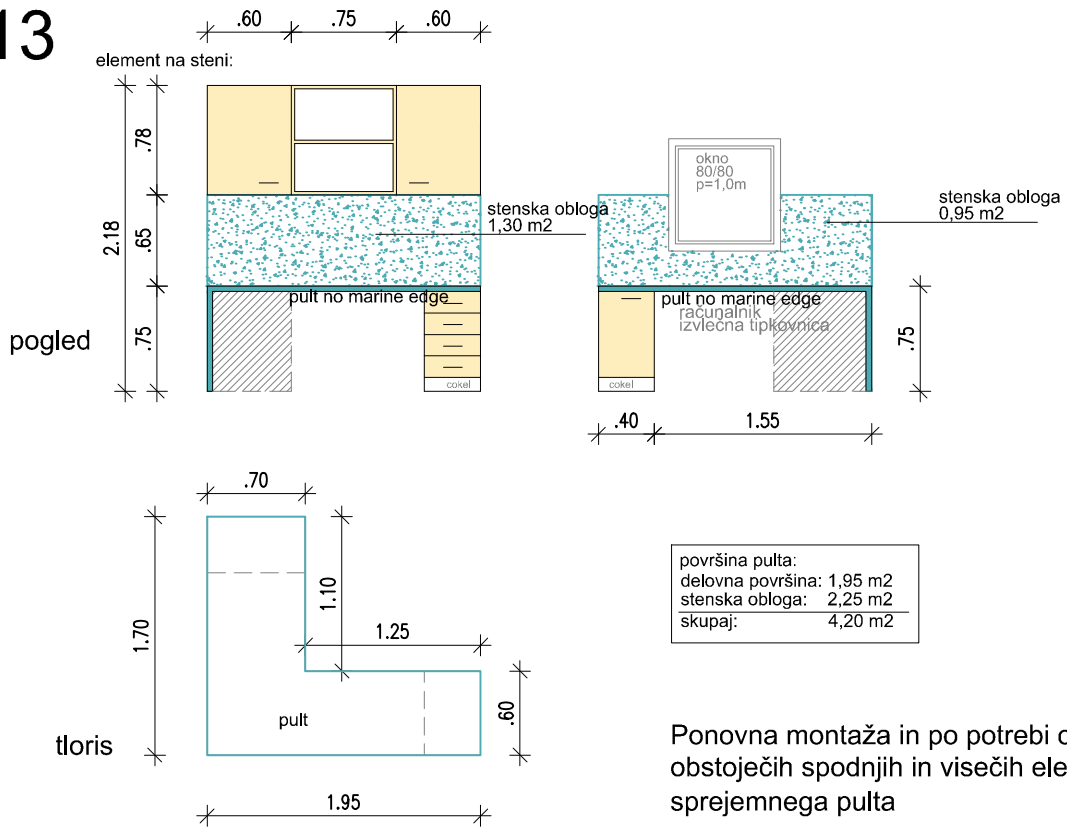 13
.60 .75 .60
element na steni:
.78
2.18
.65
.75
pogled
stenska obloga
1,30 m2
pult no marine edge
cokel
okno
80/80
p=1,0m
stenska obloga
0,95 m2
pult no marine edge
računalnik
izvlečna tipkovnica
cokel
.75
.40 1.55
.70
1.70
1.10
1.25
.60
pult
tloris
1.95
površina pulta:
delovna površina: 1,95 m2
stenska obloga: 2,25 m2
skupaj: 4,20 m2
Ponovna montaža in po potrebi
obstoječih spodnjih in visečih
sprejemnega pulta